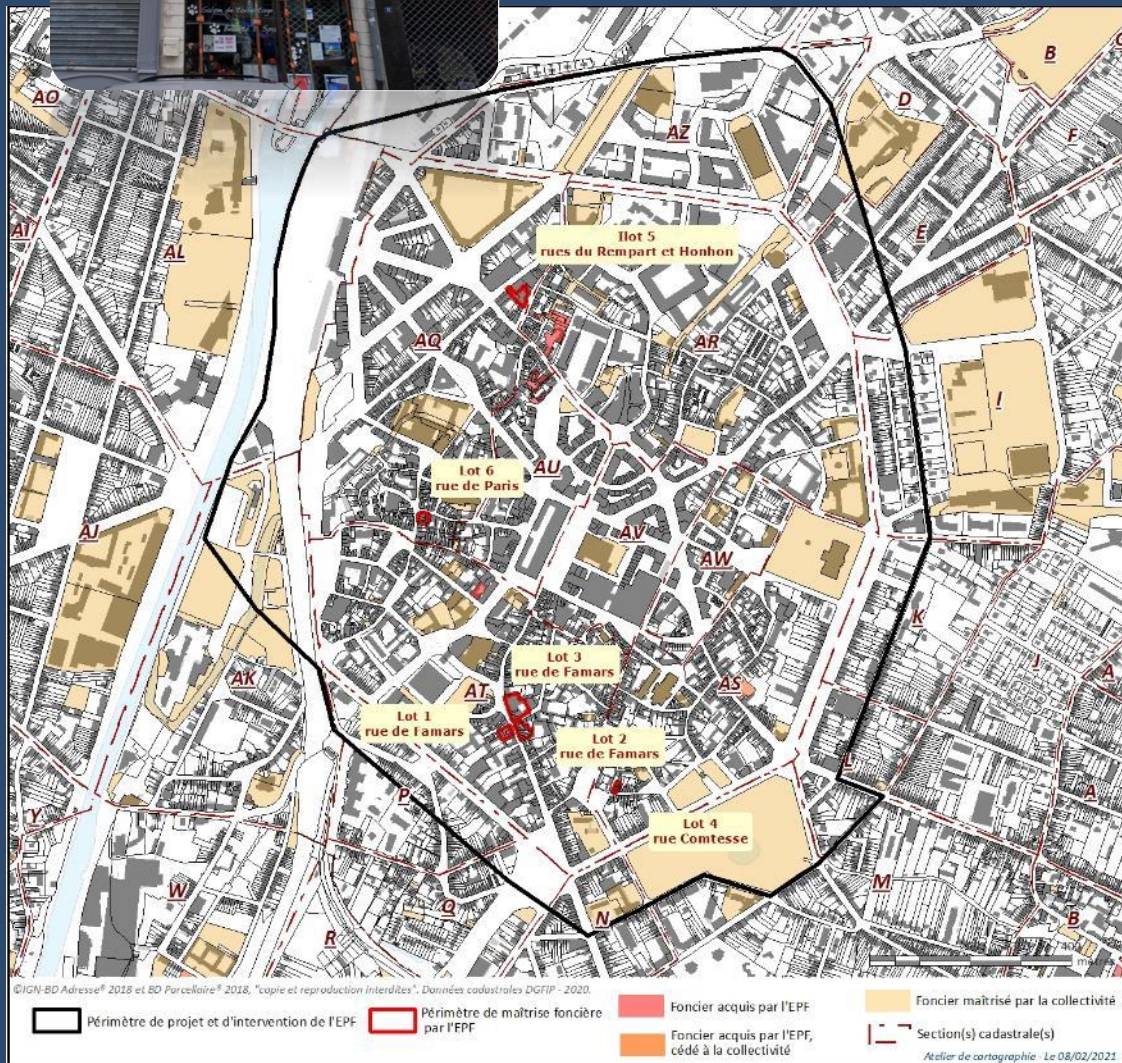 Salon de Toilettage
AO
B
D
AZ
F
AI
AL
E
Ilot 5
rues du Rempart et Honhon
AQ
AR
I
Lot 6
rue de Paris
AU
AJ
AV
AW
K
Lot 3
rue de Famars
J
A
AK
AT
AS
Lot 1
rue de Famars
Lot 2
rue de Famars
L
P
A
Y
Lot 4
rue Comtesse
W
M
Q
N
B
R
mètres
©IGN-BD Adresse® 2018 et BD Parcellaire® 2018, "copie et reproduction interdites". Données cadastrales DGFIP - 2020.
Périmètre de projet et d'intervention de l'EPF
Périmètre de maîtrise foncière
par l'EPF
Foncier acquis par l'EPF
Foncier acquis par l'EPF,
cédé à la collectivité
Foncier maîtrisé par la collectivité
Section(s) cadastrale(s)
Atelier de cartographie - Le 08/02/2021